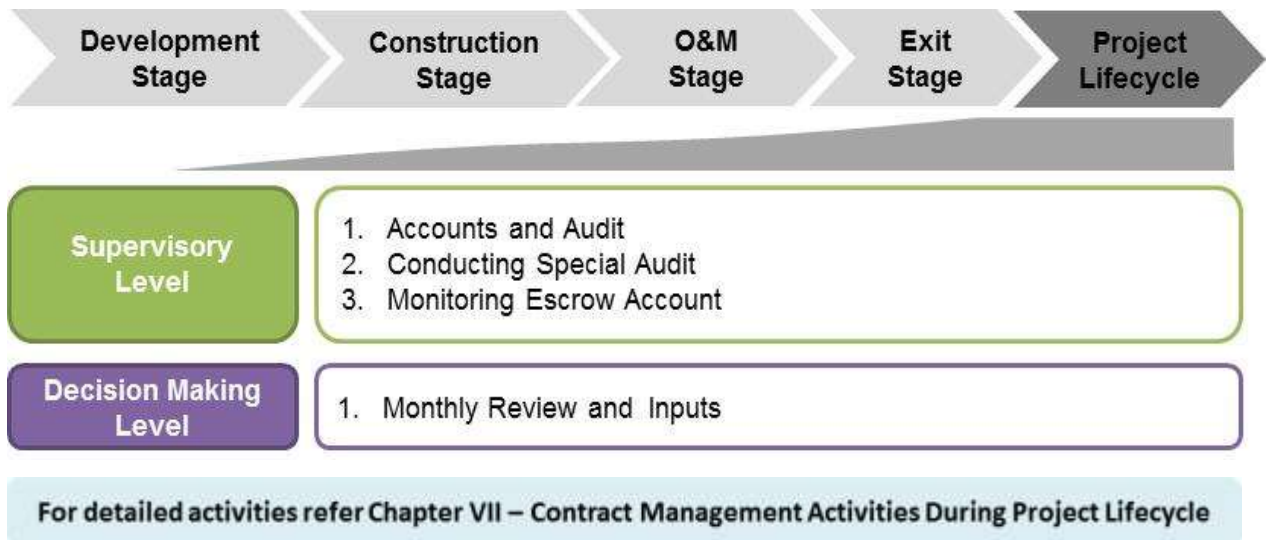 Development
Stage
Construction
Stage
O&M
Stage
Exit
Stage
Project
Lifecycle
Supervisory
Level
1. Accounts and Audit
2. Conducting Special Audit
3. Monitoring Escrow Account
Decision Making
Level
1. Monthly Review and Inputs
For detailed activities refer Chapter VII – Contract Management Activities During Project Lifecycle